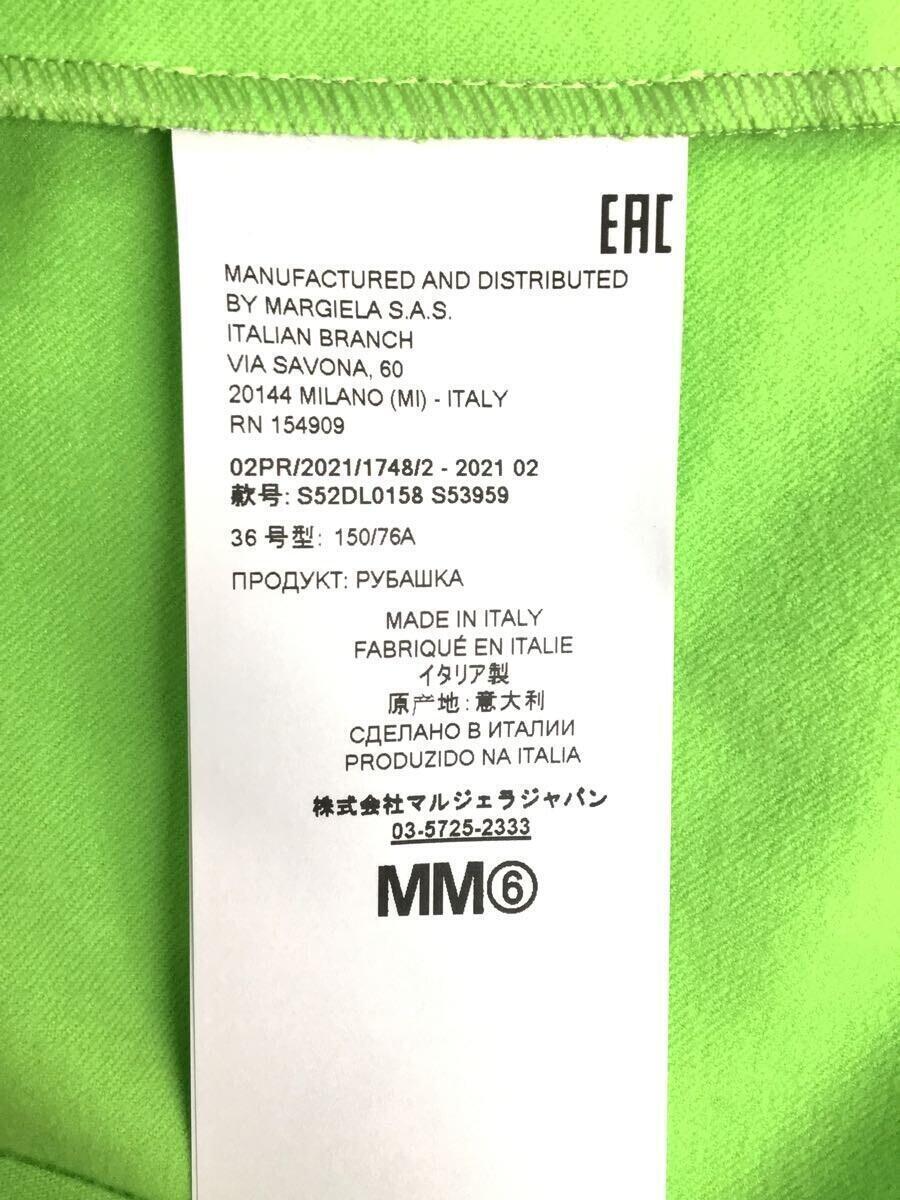 EAC
MANUFACTURED AND DISTRIBUTED
BY MARGIELA S.A.S.
ITALIAN BRANCH
VIA SAVONA, 60
20144 MILANO (MI) - ITALY
RN 154909
02PR/2021/1748/2 - 2021 02
款号: S52DL0158 S53959
36 号型: 150/76A
ПРОДУКТ: РУБАШКА
MADE IN ITALY
FABRIQUÉ EN ITALIE
イタリア製
原产地: 意大利
СДЕЛАНО В ИТАЛИИ
PRODUZIDO NA ITALIA
株式会社マルジェラジャパン
03-5725-2333
MM⑥